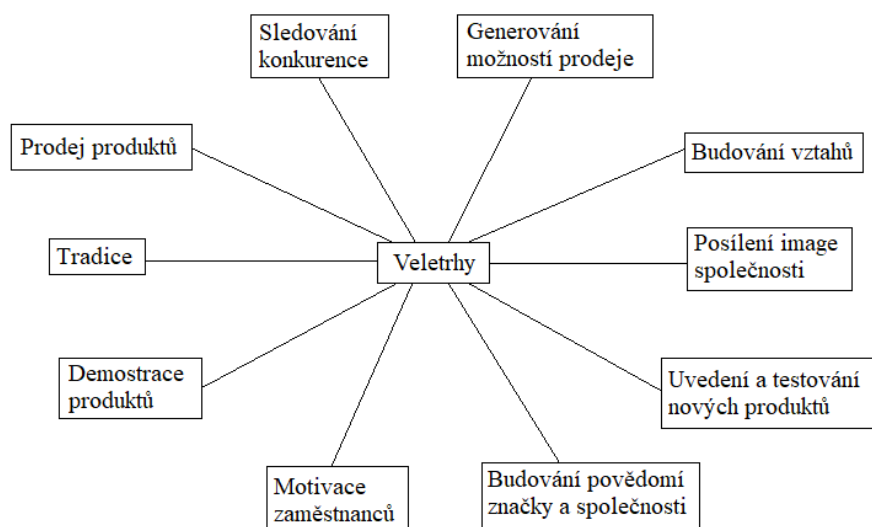 Sledování
konkurence
Generování
možností prodeje
Prodej produktů
Budování vztahů
Tradice
Veletrhy
Posílení image
společnosti
Demostrace
produktů
Uvedení a testování
nových produktů
Motivace
zaměstnanců
Budování povědomí
značky a společnosti